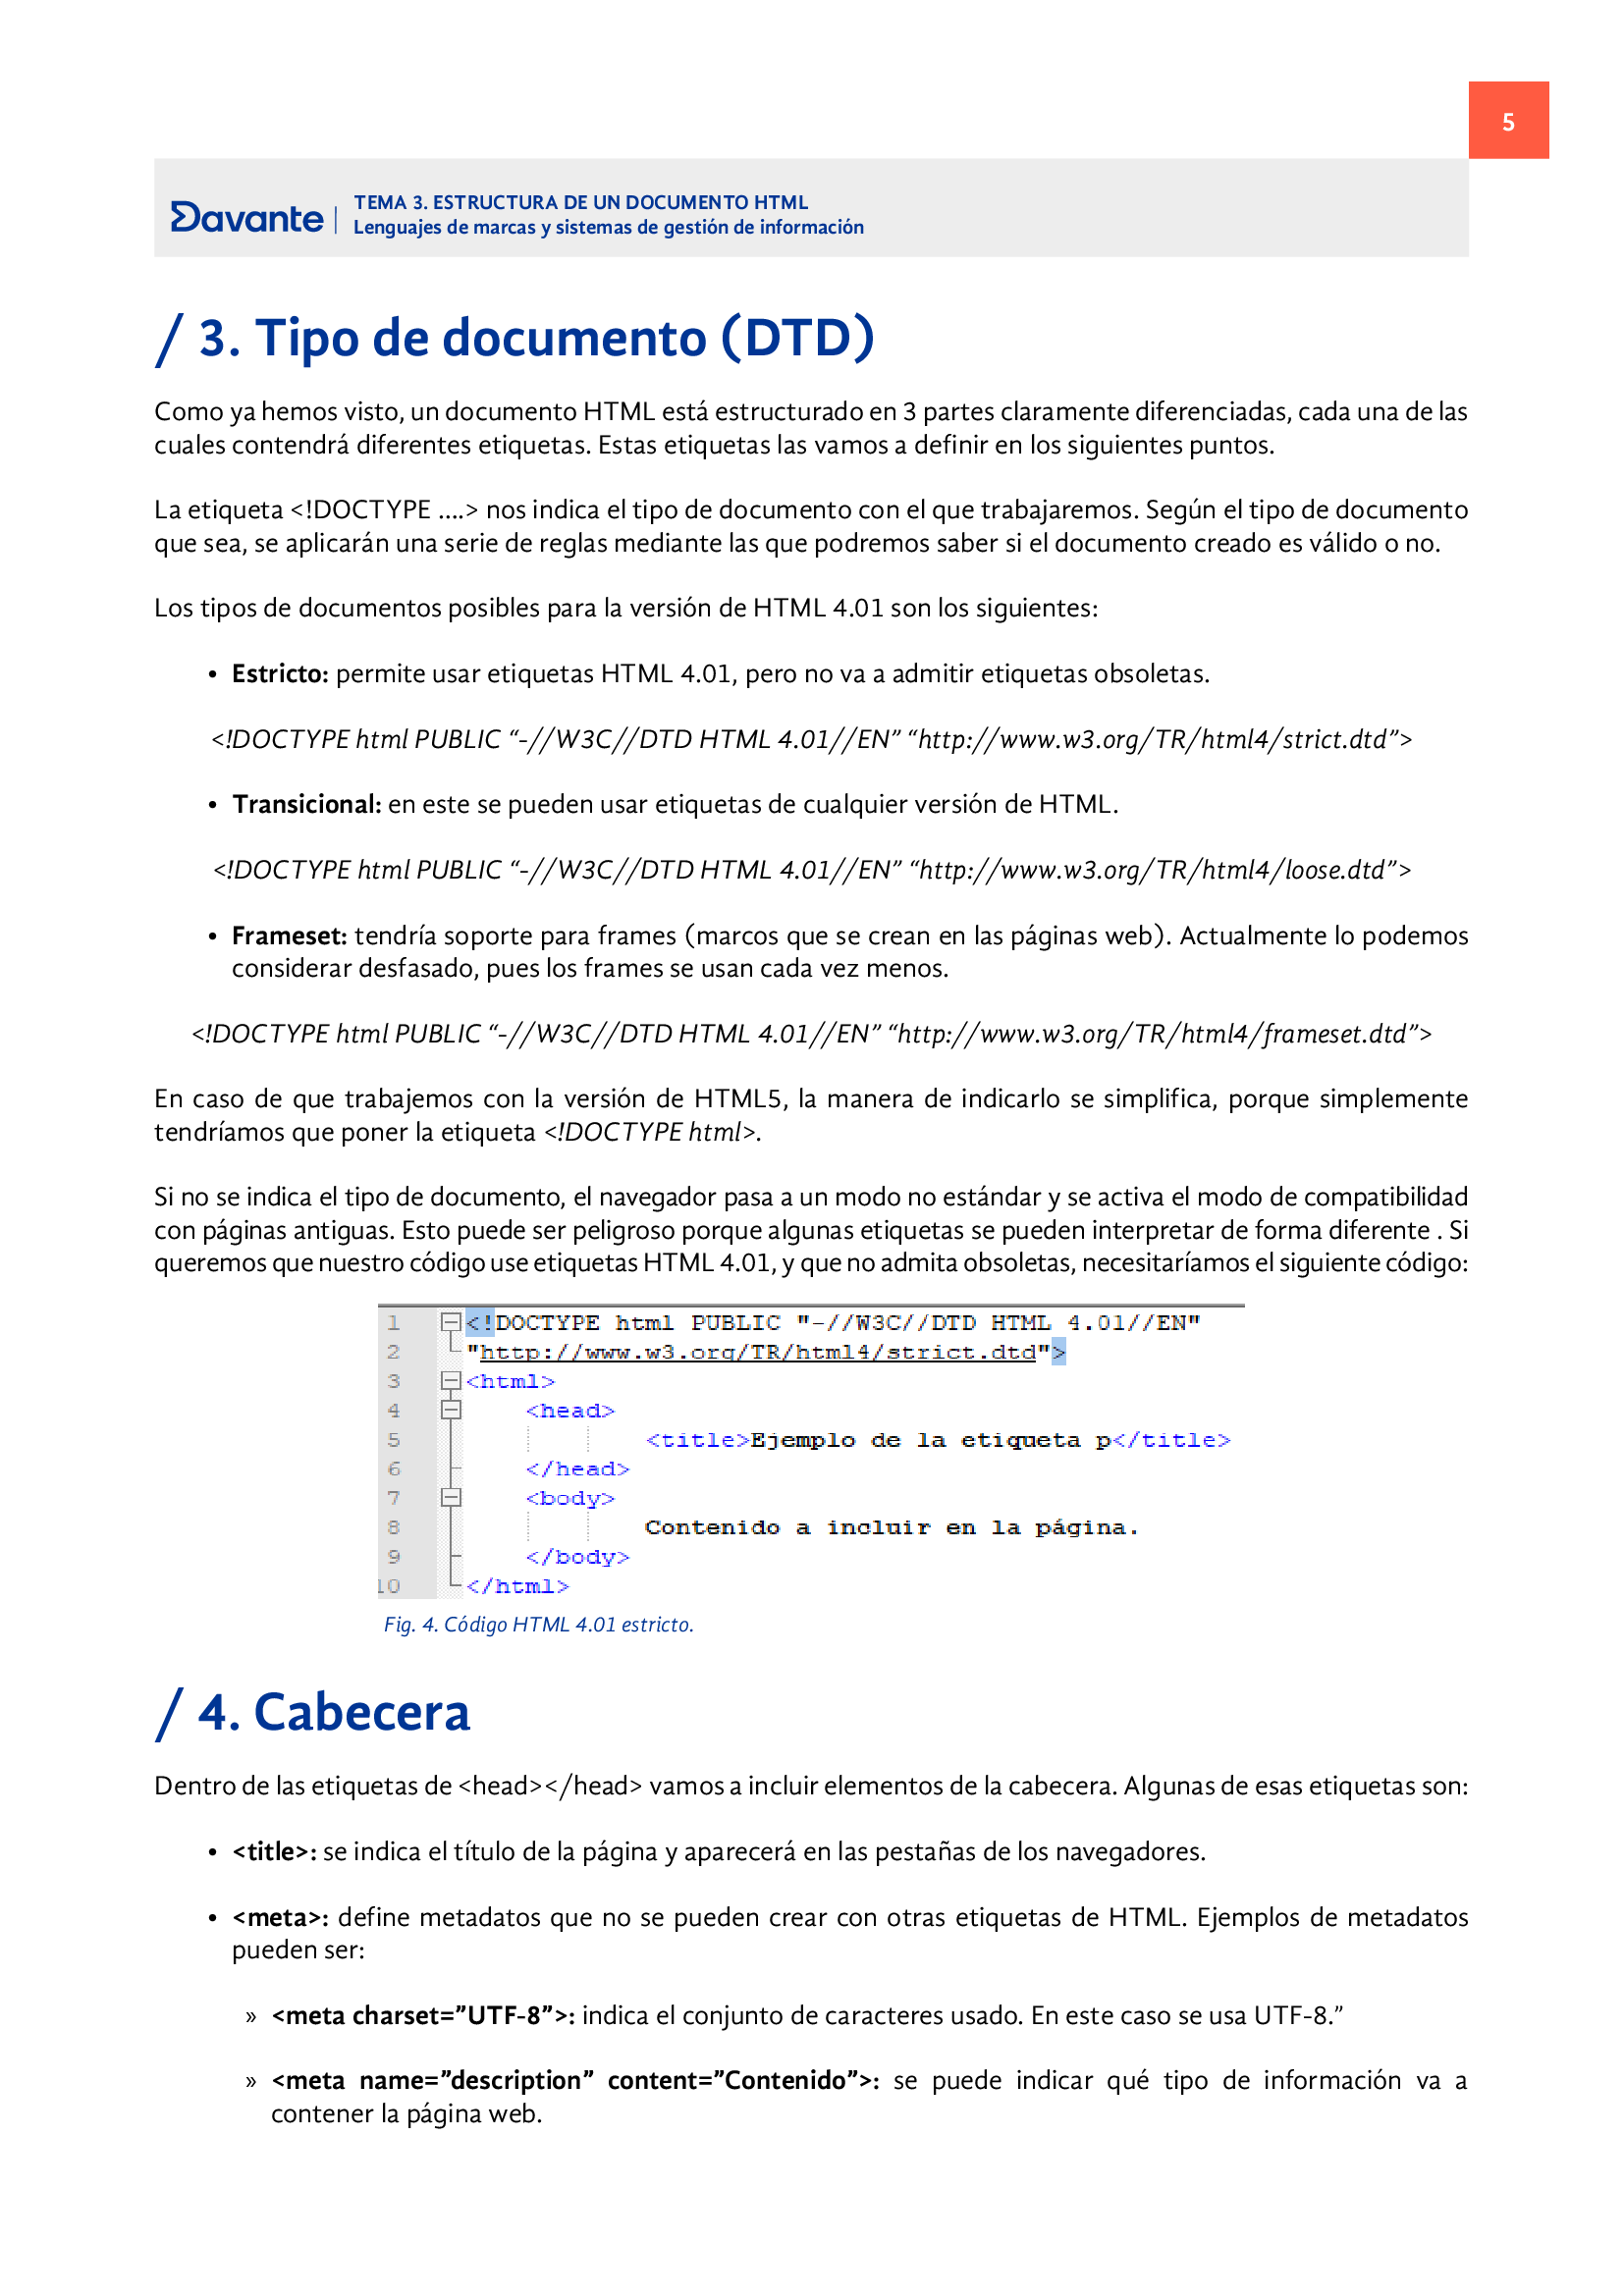 5
Davante
TEMA 3. ESTRUCTURA DE UN DOCUMENTO HTML
Lenguajes de marcas y sistemas de gestión de información
/ 3. Tipo de documento (DTD)
Como ya hemos visto, un documento HTML está estructurado en 3 partes claramente diferenciadas, cada una de las
cuales contendrá diferentes etiquetas. Estas etiquetas las vamos a definir en los siguientes puntos.
La etiqueta <!DOCTYPE ....> nos indica el tipo de documento con el que trabajaremos. Según el tipo de documento
que sea, se aplicarán una serie de reglas mediante las que podremos saber si el documento creado es válido o no.
Los tipos de documentos posibles para la versión de HTML 4.01 son los siguientes:
• Estricto: permite usar etiquetas HTML 4.01, pero no va a admitir etiquetas obsoletas.
<!DOCTYPE html PUBLIC “-//W3C//DTD HTML 4.01//EN” “http://www.w3.org/TR/html4/strict.dtd”>
• Transicional: en este se pueden usar etiquetas de cualquier versión de HTML.
<!DOCTYPE html PUBLIC “-//W3C//DTD HTML 4.01//EN” “http://www.w3.org/TR/html4/loose.dtd”>
• Frameset: tendría soporte para frames (marcos que se crean en las páginas web). Actualmente lo podemos
considerar desfasado, pues los frames se usan cada vez menos.
<!DOCTYPE html PUBLIC “-//W3C//DTD HTML 4.01//EN” “http://www.w3.org/TR/html4/frameset.dtd”>
En caso de que trabajemos con la versión de HTML5, la manera de indicarlo se simplifica, porque simplemente
tendríamos que poner la etiqueta <!DOCTYPE html>.
Si no se indica el tipo de documento, el navegador pasa a un modo no estándar y se activa el modo de compatibilidad
con páginas antiguas. Esto puede ser peligroso porque algunas etiquetas se pueden interpretar de forma diferente . Si
queremos que nuestro código use etiquetas HTML 4.01, y que no admita obsoletas, necesitaríamos el siguiente código:
1 <!DOCTYPE html PUBLIC "-//W3C//DTD HTML 4.01//EN"
2 "http://www.w3.org/TR/html4/strict.dtd">
3 <html>
4 <head>
5 <title>Ejemplo de la etiqueta p</title>
6 </head>
7 <body>
8 Contenido a incluir en la página.
9 </body>
10 </html>
Fig. 4. Código HTML 4.01 estricto.
/ 4. Cabecera
Dentro de las etiquetas de <head></head> vamos a incluir elementos de la cabecera. Algunas de esas etiquetas son:
• <title>: se indica el título de la página y aparecerá en las pestañas de los navegadores.
• <meta>: define metadatos que no se pueden crear con otras etiquetas de HTML. Ejemplos de metadatos
pueden ser:
» <meta charset=”UTF-8”>: indica el conjunto de caracteres usado. En este caso se usa UTF-8.”
» <meta name=”description” content=”Contenido”>: se puede indicar qué tipo de información va a
contener la página web.